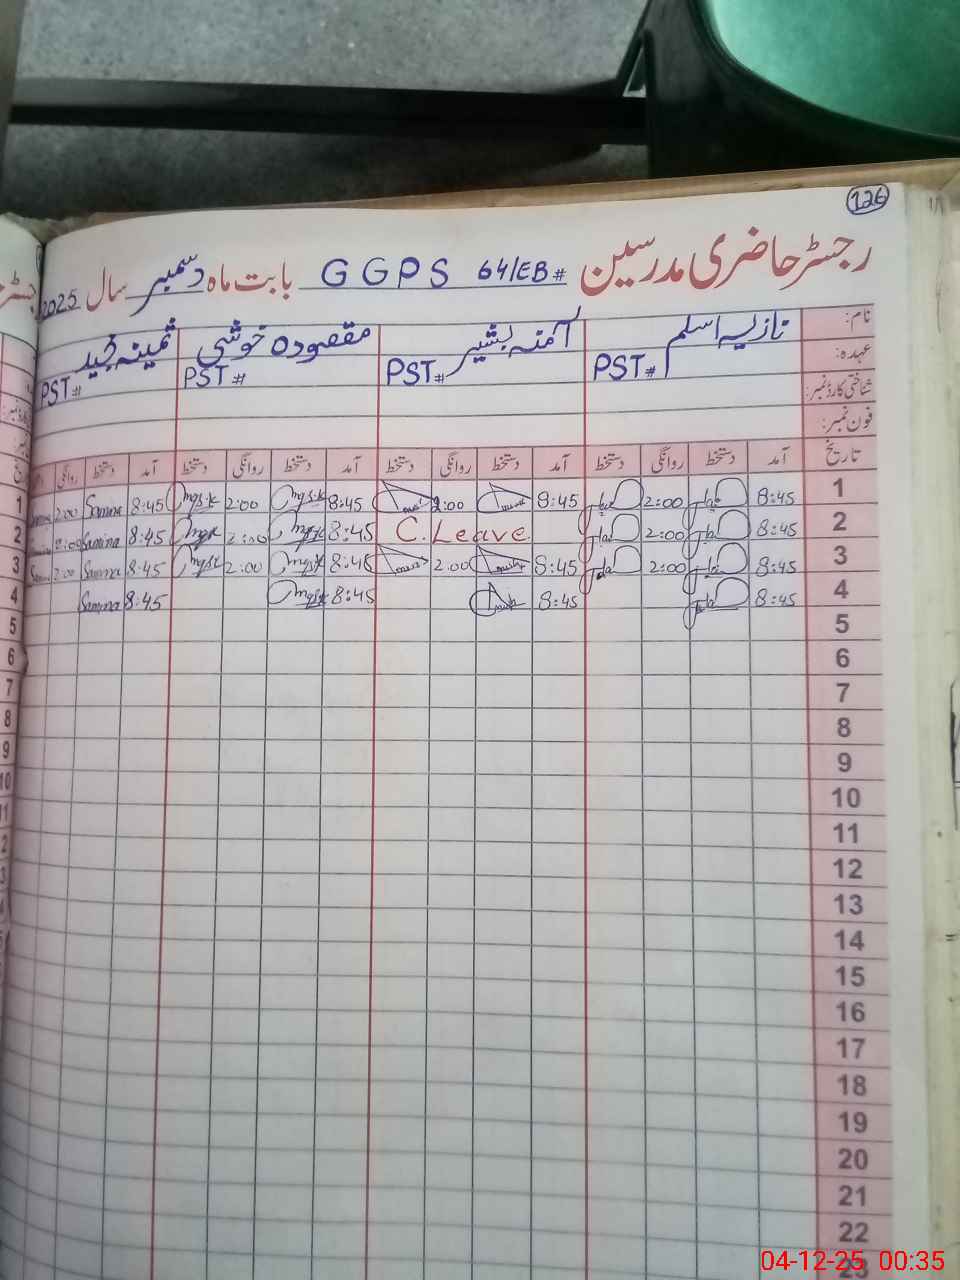 126
رجسٹر حاضری مدرسین GGPS 64/EB# بابت ماہ دسمبر سال 2025
نام: نازیہ اسلم آمنہ بشیر مقصودہ خوشی ثمینہ
عہدہ: PST# PST# PST# PST#
شناختی کارڈ نمبر:
فون نمبر:
تاریخ آمد دستخط روانگی دستخط آمد دستخط روانگی دستخط آمد دستخط روانگی دستخط آمد دستخط روانگی
1 8:45 2:00 8:45 2:00 8:45 2:00 8:45 Samina 2:00
2 8:45 2:00 C.Leave 8:45 2:00 8:45 Samina 2:00
3 8:45 2:00 8:45 2:00 8:45 2:00 8:45 Samina 2:00
4 8:45 8:45 8:45 8:45 Samina
5
6
7
8
9
10
11
12
13
14
15
16
17
18
19
20
21
22
23
04-12-25 00:35